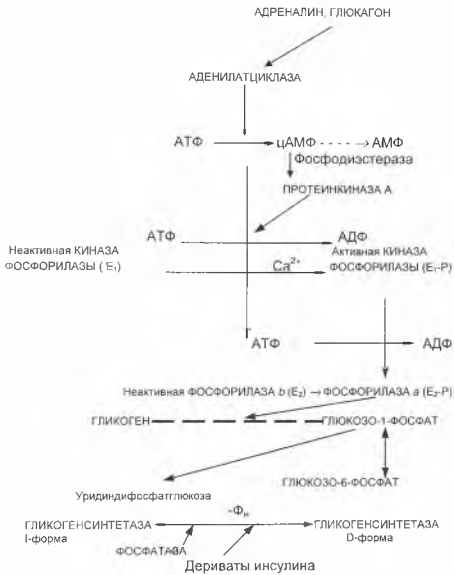 АДРЕНАЛИН, ГЛЮКАГОН
АДЕНИЛАТЦИКЛАЗА
АТФ цАМФ АМФ
Фосфодиэстераза
ПРОТЕИНКИНАЗА А
АТФ АДФ
Неактивная КИНАЗА Активная КИНАЗА
ФОСФОРИЛАЗЫ ( E₁) Ca²⁺ ФОСФОРИЛАЗЫ (E₁-P)
АТФ АДФ
Неактивная ФОСФОРИЛАЗА b (E₂) → ФОСФОРИЛАЗА a (E₂-P)
ГЛИКОГЕН ГЛЮКОЗО-1-ФОСФАТ
ГЛЮКОЗО-6-ФОСФАТ
Уридиндифосфатглюкоза
-Фн
ГЛИКОГЕНСИНТЕТАЗА ГЛИКОГЕНСИНТЕТАЗА
I-форма D-форма
ФОСФАТАЗА
Дериваты инсулина